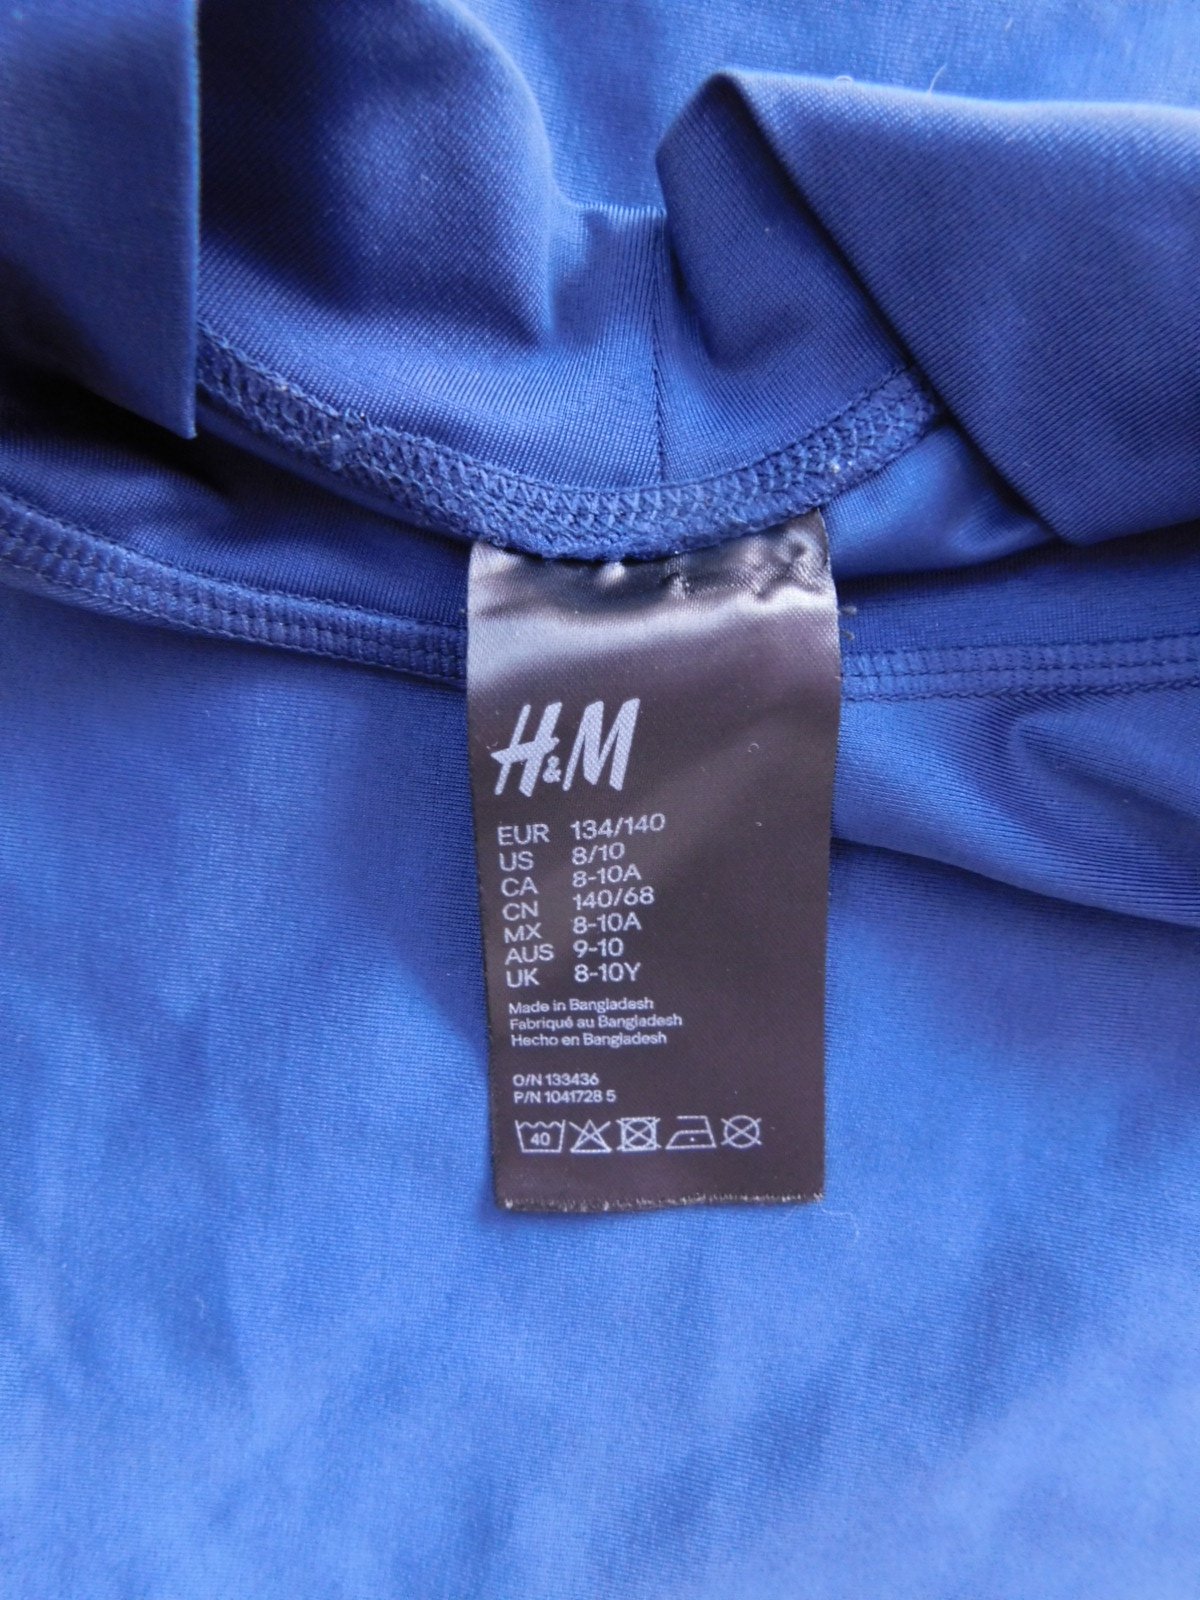 H&M
EUR 134/140
US 8/10
CA 8-10A
CN 140/68
MX 8-10A
AUS 9-10
UK 8-10Y
Made in Bangladesh
Fabriqué au Bangladesh
Hecho en Bangladesh
O/N 133436
P/N 1041728 5
40